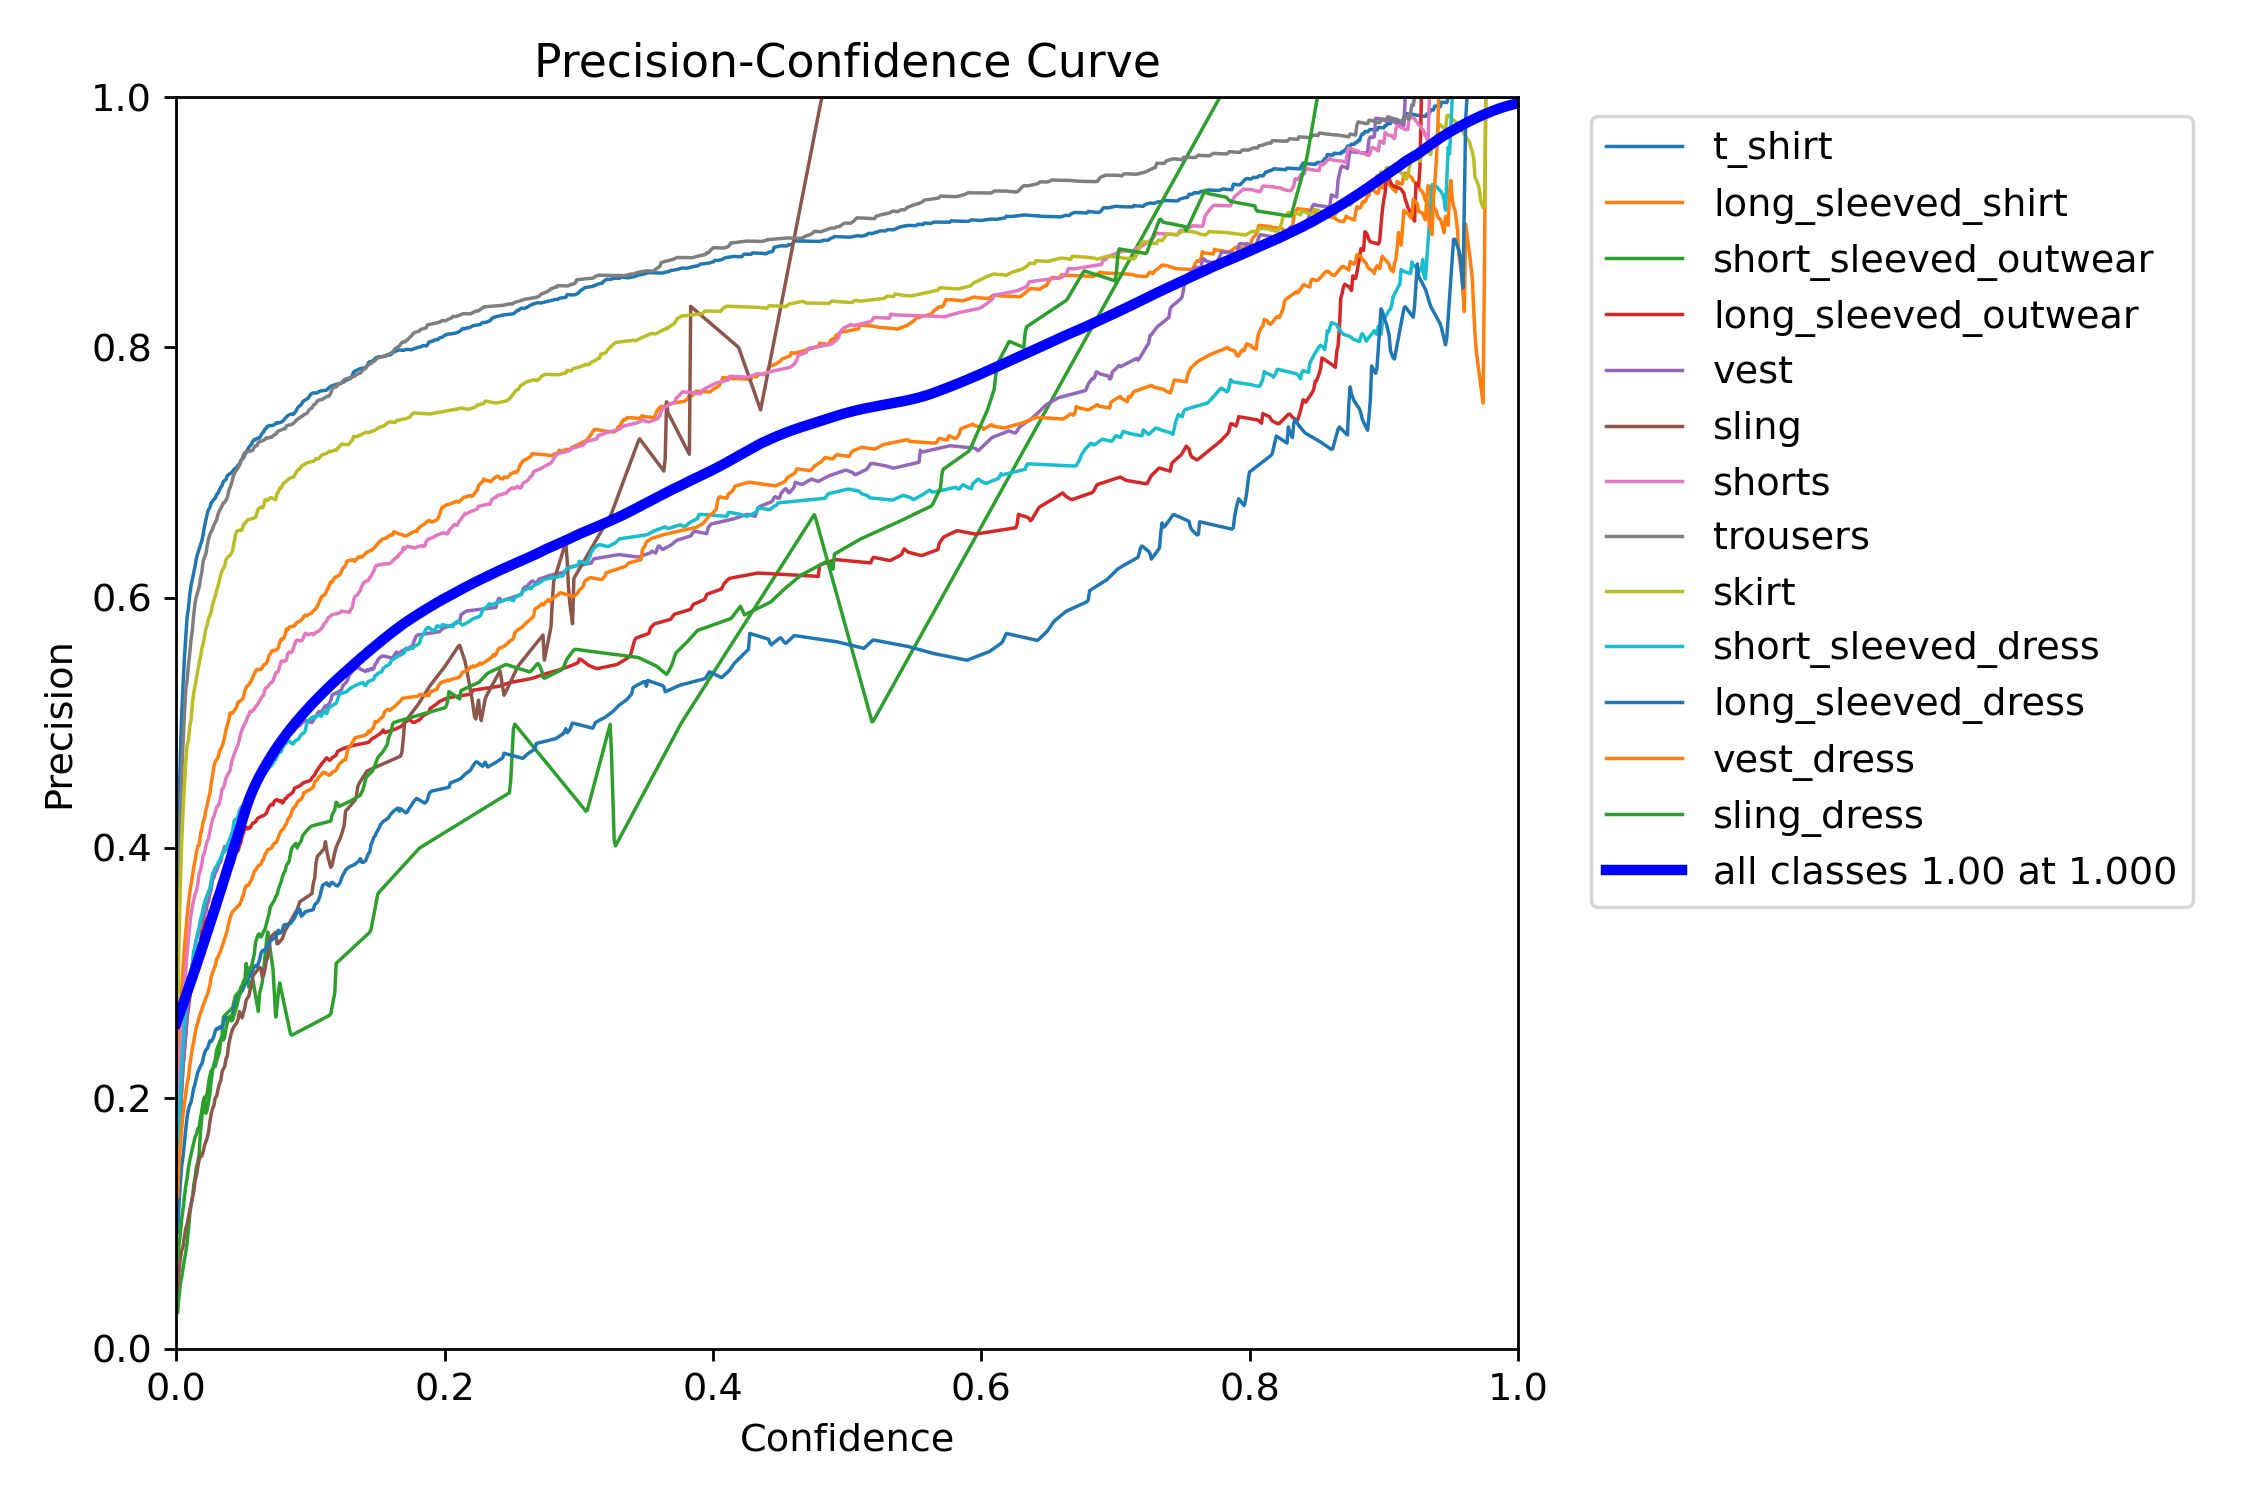 Precision-Confidence Curve
1.0
0.8
0.6
0.4
0.2
0.0
Precision
0.0 0.2 0.4 0.6 0.8 1.0
Confidence
t_shirt
long_sleeved_shirt
short_sleeved_outwear
long_sleeved_outwear
vest
sling
shorts
trousers
skirt
short_sleeved_dress
long_sleeved_dress
vest_dress
sling_dress
all classes 1.00 at 1.000